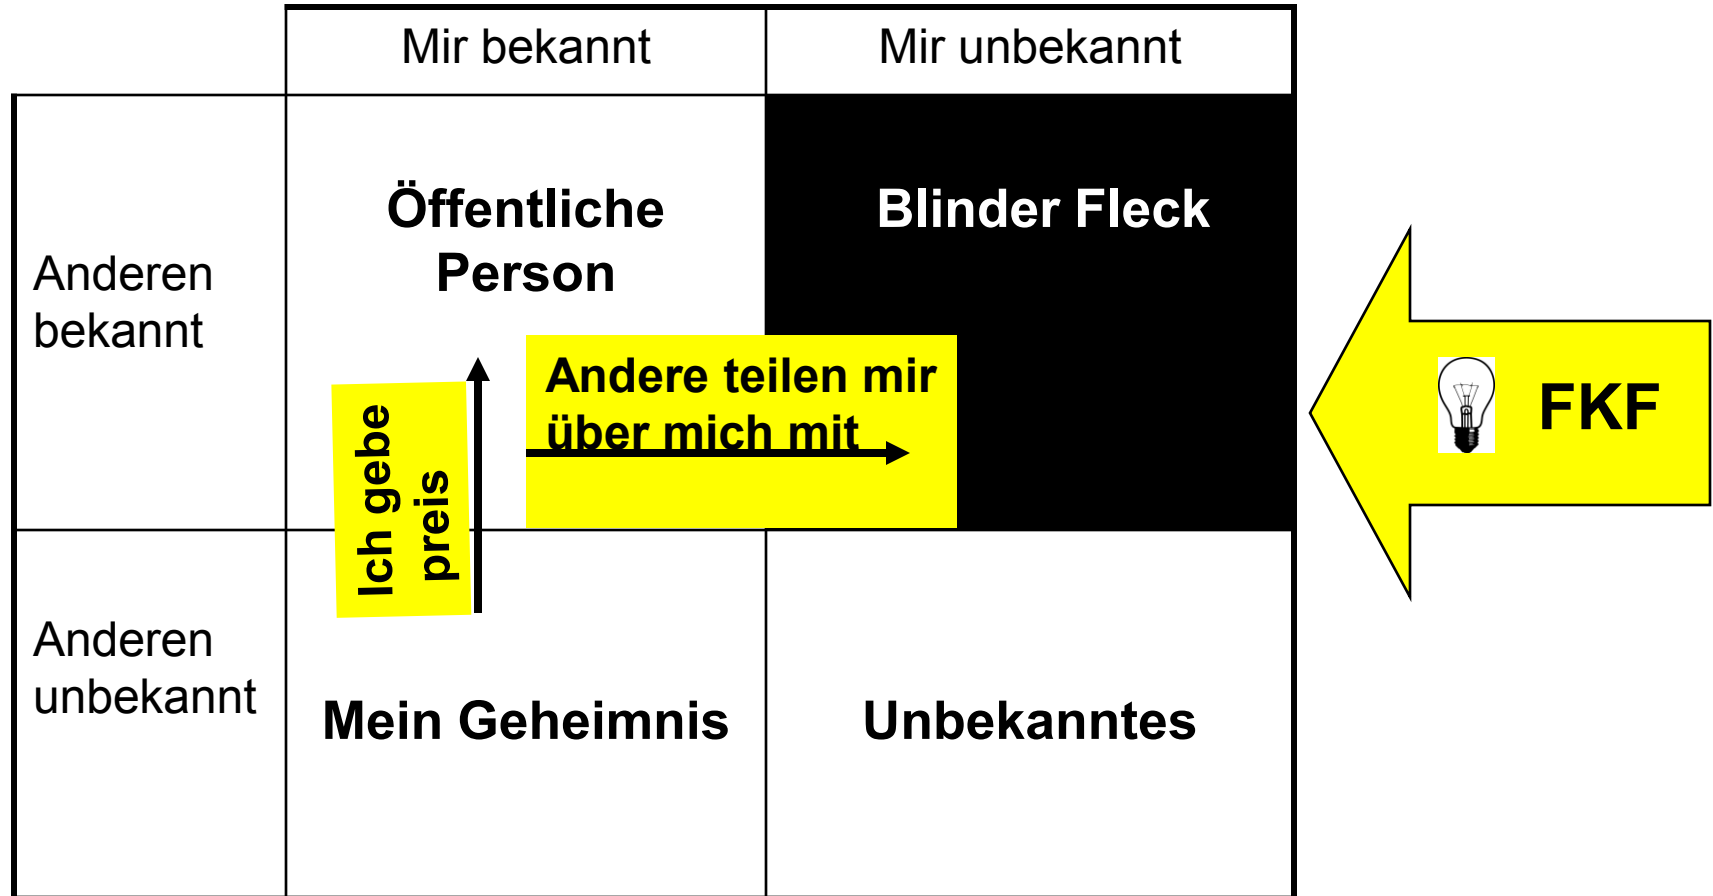 Mir bekannt
Mir unbekannt
Anderen
bekannt
Öffentliche
Person
Blinder Fleck
Andere teilen mir
über mich mit
Ich gebe
preis
FKF
Anderen
unbekannt
Mein Geheimnis
Unbekanntes